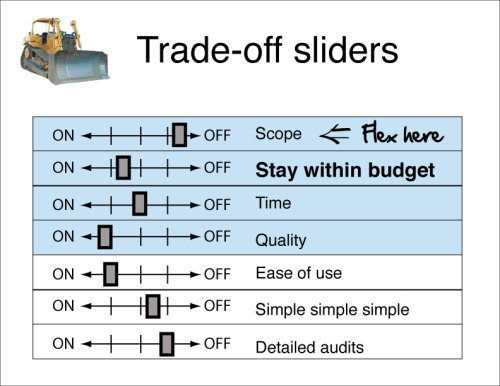 Trade-off sliders
ON OFF Scope Flex here
ON OFF Stay within budget
ON OFF Time
ON OFF Quality
ON OFF Ease of use
ON OFF Simple simple simple
ON OFF Detailed audits